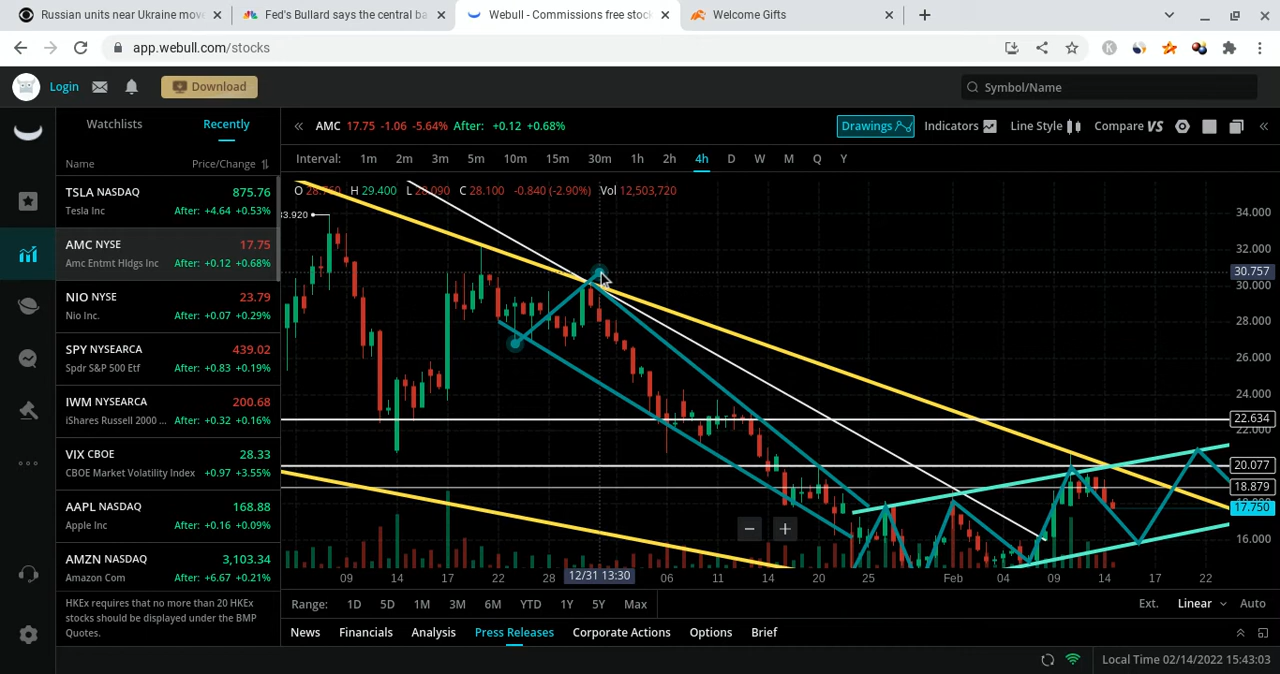 Russian units near Ukraine move
Fed's Bullard says the central ba
Webull - Commissions free stoc
Welcome Gifts
app.webull.com/stocks
Login
Download
Symbol/Name
Watchlists
Recently
AMC 17.75 -1.06 -5.64% After: +0.12 +0.68%
Drawings
Indicators
Line Style
Compare VS
Name
Price/Change
Interval: 1m 2m 3m 5m 10m 15m 30m 1h 2h 4h D W M Q Y
TSLA NASDAQ 875.76
Tesla Inc After: +4.64 +0.53%
AMC NYSE 17.75
Amc Entmt Hldgs Inc After: +0.12 +0.68%
NIO NYSE 23.79
Nio Inc. After: +0.07 +0.29%
SPY NYSEARCA 439.02
Spdr S&P 500 Etf After: +0.83 +0.19%
IWM NYSEARCA 200.68
iShares Russell 2000 ... After: +0.32 +0.16%
VIX CBOE 28.33
CBOE Market Volatility Index +0.97 +3.55%
AAPL NASDAQ 168.88
Apple Inc After: +0.16 +0.09%
AMZN NASDAQ 3,103.34
Amazon Com After: +6.67 +0.21%
HKEx requires that no more than 20 HKEx
stocks should be displayed under the BMP
Quotes.
O H 29.400 L C 28.100 -0.840 (-2.90%) Vol 12,503,720
3.920
34.000
32.000
30.757
30.000
28.000
26.000
24.000
22.634
22.000
20.077
18.879
17.750
16.000
09 14 17 22 28 12/31 13:30 06 11 14 20 25 Feb 04 09 14 17 22
Range: 1D 5D 1M 3M 6M YTD 1Y 5Y Max
Ext. Linear Auto
News Financials Analysis Press Releases Corporate Actions Options Brief
Local Time 02/14/2022 15:43:03